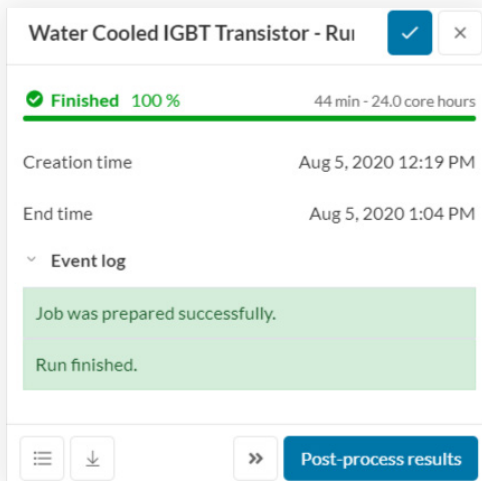 Water Cooled IGBT Transistor - Ru
Finished 100 % 44 min - 24.0 core hours
Creation time Aug 5, 2020 12:19 PM
End time Aug 5, 2020 1:04 PM
Event log
Job was prepared successfully.
Run finished.
Post-process results